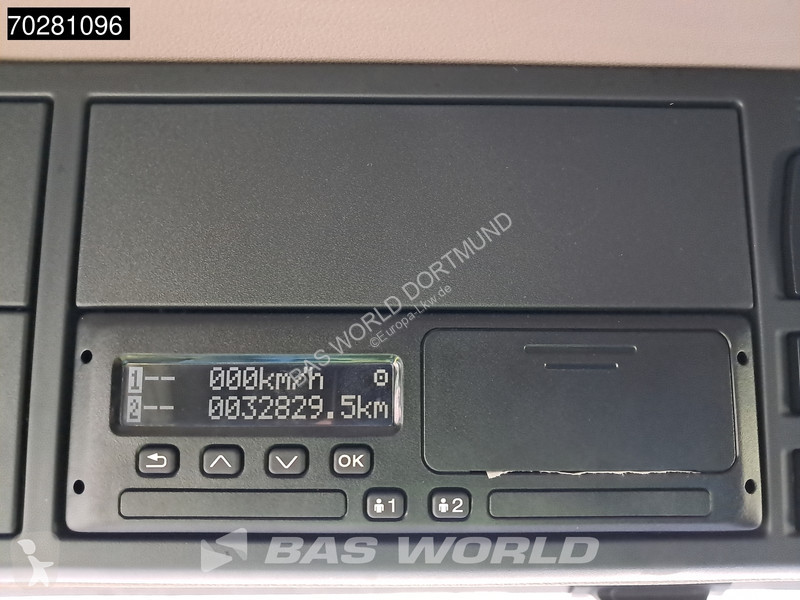 70281096
BAS WORLD DORTMUND
©Europa-Lkw.de
1-- 000km/h
2-- 0032829.5km
OK
1
2
BAS WORLD